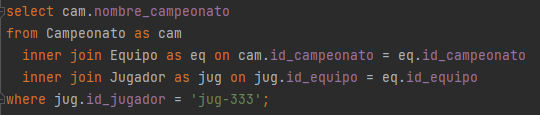 select cam.nombre_campeonato
from Campeonato as cam
inner join Equipo as eq on cam.id_campeonato = eq.id_campeonato
inner join Jugador as jug on jug.id_equipo = eq.id_equipo
where jug.id_jugador = 'jug-333';